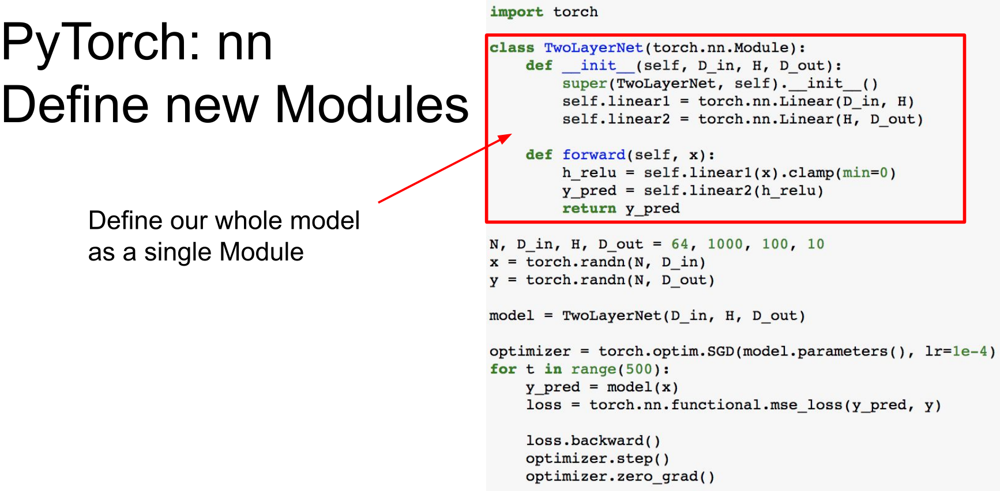 PyTorch: nn
Define new Modules
Define our whole model
as a single Module
import torch
class TwoLayerNet(torch.nn.Module):
    def __init__(self, D_in, H, D_out):
        super(TwoLayerNet, self).__init__()
        self.linear1 = torch.nn.Linear(D_in, H)
        self.linear2 = torch.nn.Linear(H, D_out)
    def forward(self, x):
        h_relu = self.linear1(x).clamp(min=0)
        y_pred = self.linear2(h_relu)
        return y_pred
N, D_in, H, D_out = 64, 1000, 100, 10
x = torch.randn(N, D_in)
y = torch.randn(N, D_out)
model = TwoLayerNet(D_in, H, D_out)
optimizer = torch.optim.SGD(model.parameters(), lr=1e-4)
for t in range(500):
    y_pred = model(x)
    loss = torch.nn.functional.mse_loss(y_pred, y)
    loss.backward()
    optimizer.step()
    optimizer.zero_grad()